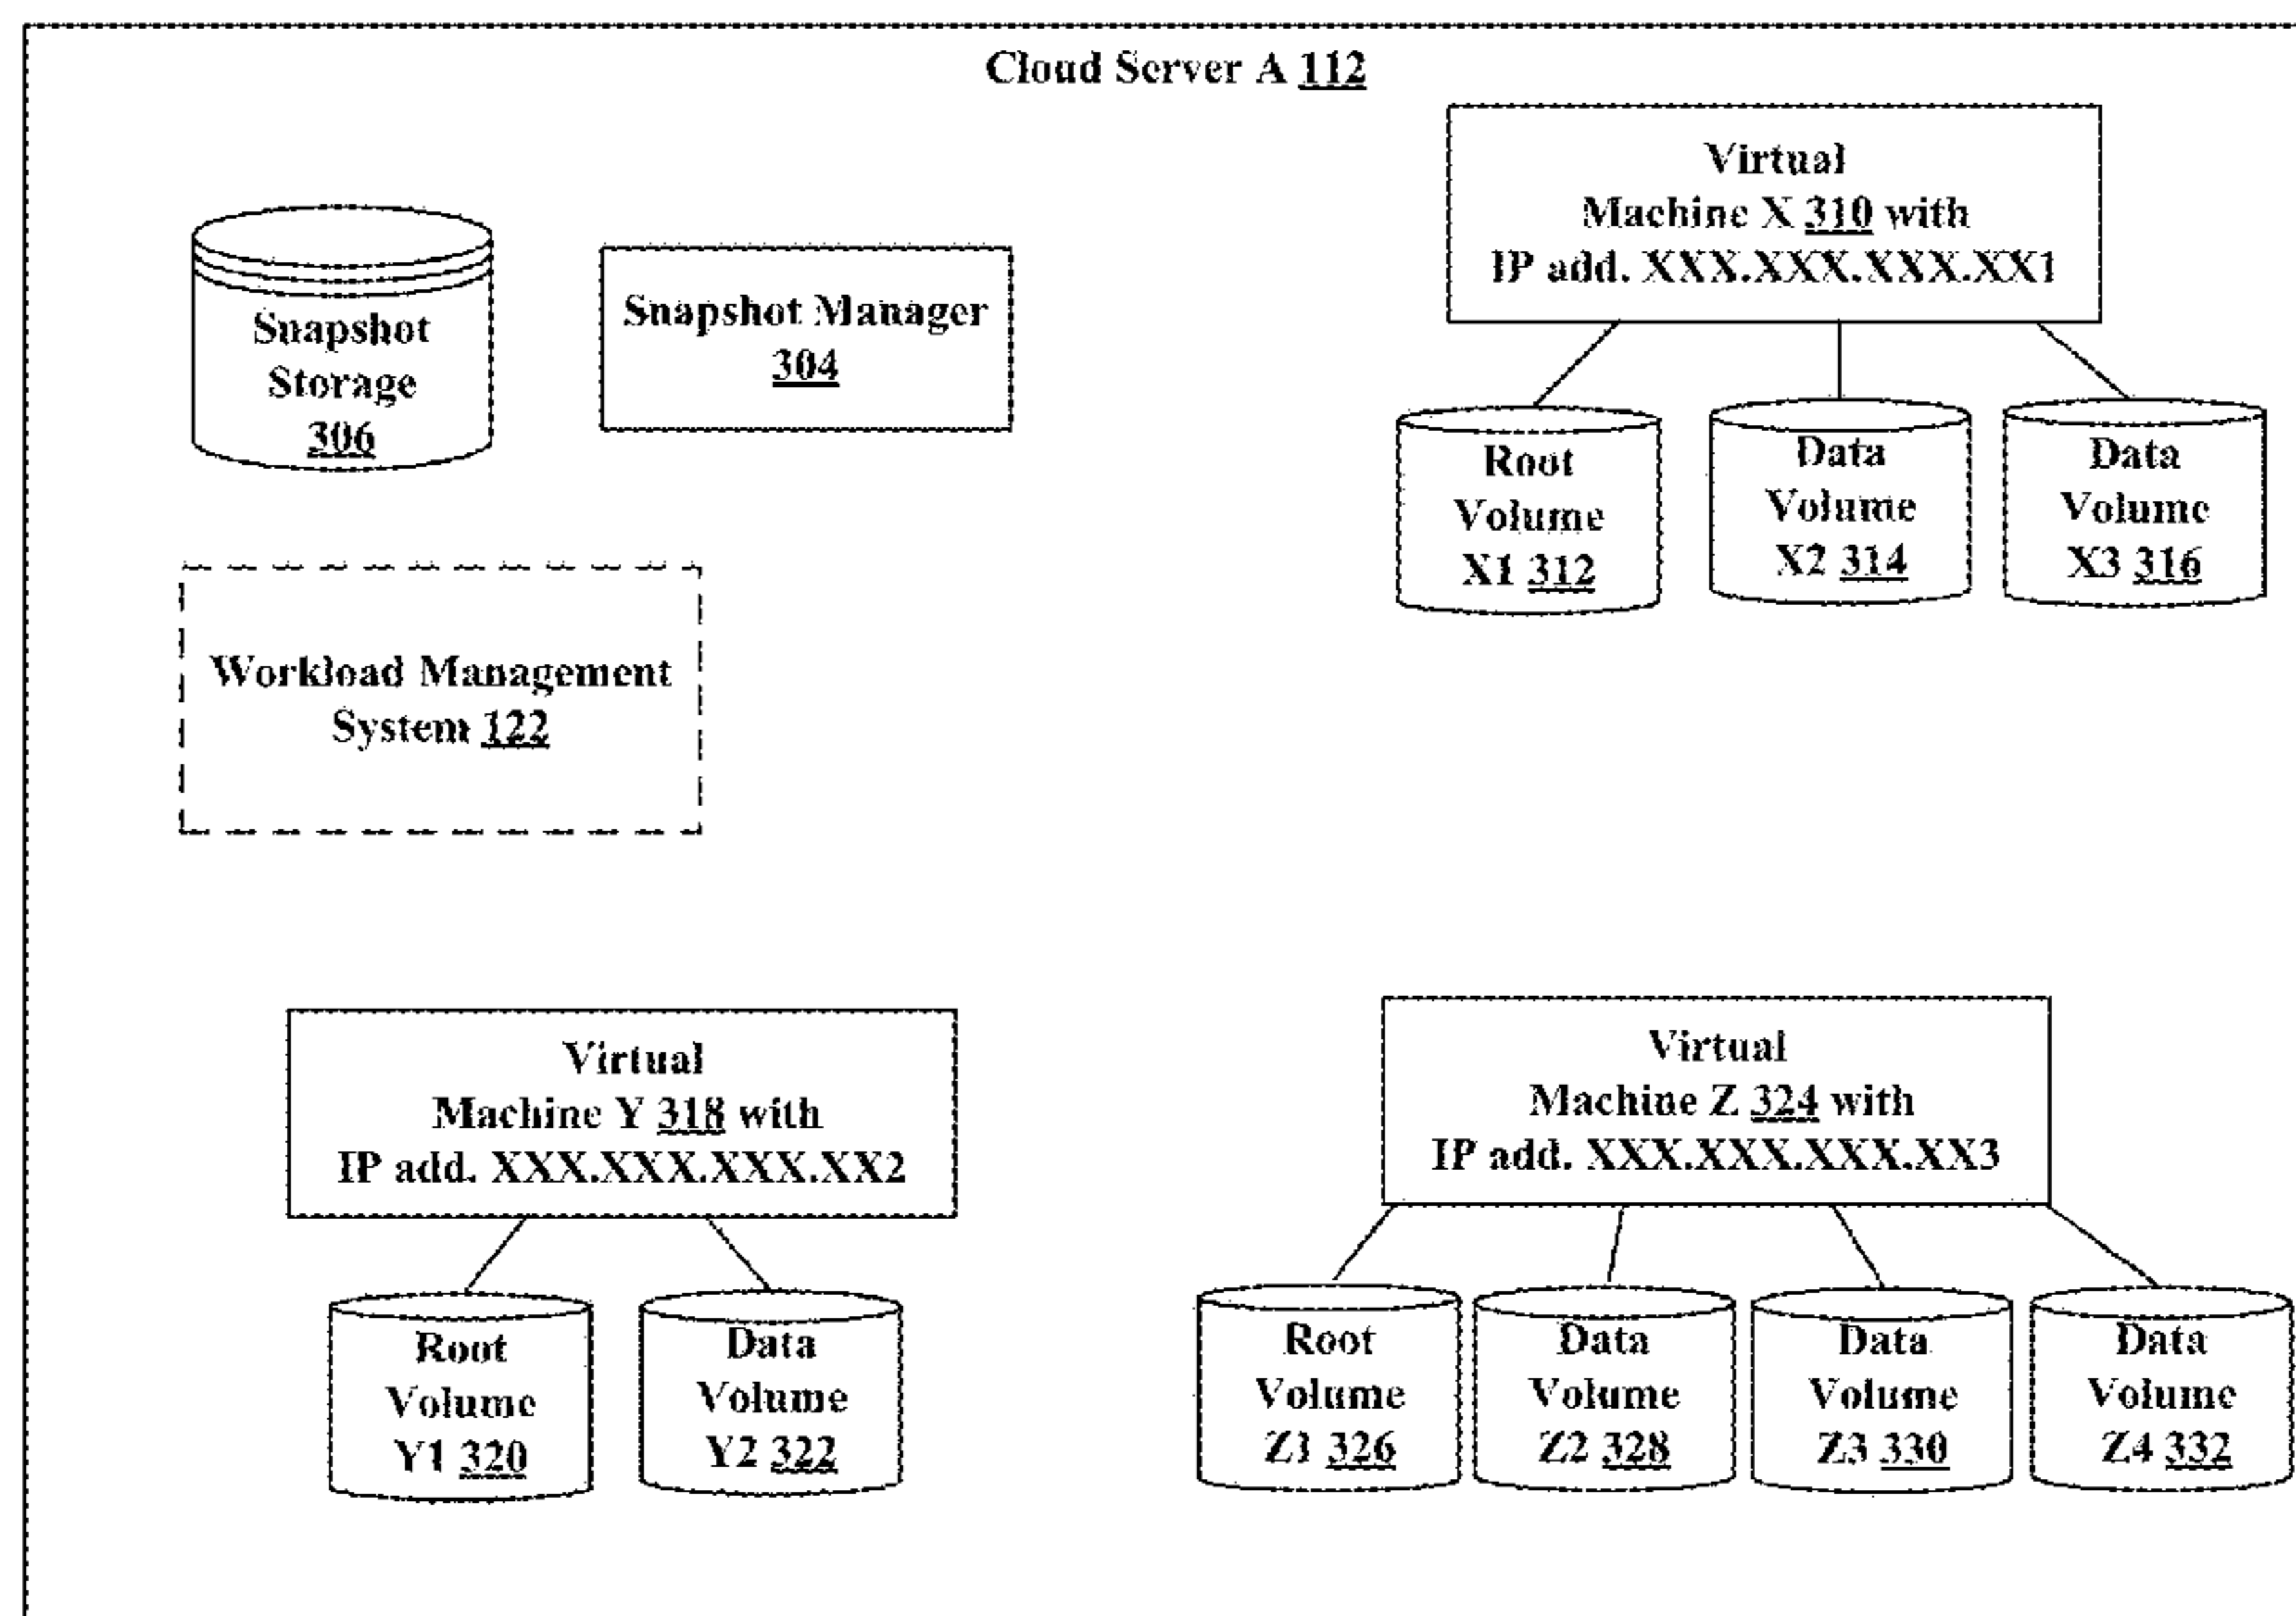 Cloud Server A 112
Snapshot
Storage
306
Snapshot Manager
304
Virtual
Machine X 310 with
IP add. XXX.XXX.XXX.XX1
Root
Volume
X1 312
Data
Volume
X2 314
Data
Volume
X3 316
Workload Management
System 122
Virtual
Machine Y 318 with
IP add. XXX.XXX.XXX.XX2
Root
Volume
Y1 320
Data
Volume
Y2 322
Virtual
Machine Z 324 with
IP add. XXX.XXX.XXX.XX3
Root
Volume
Z1 326
Data
Volume
Z2 328
Data
Volume
Z3 330
Data
Volume
Z4 332